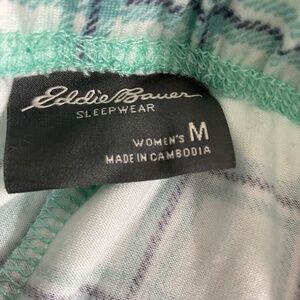 Eddie Bauer
SLEEPWEAR
WOMEN'S M
MADE IN CAMBODIA